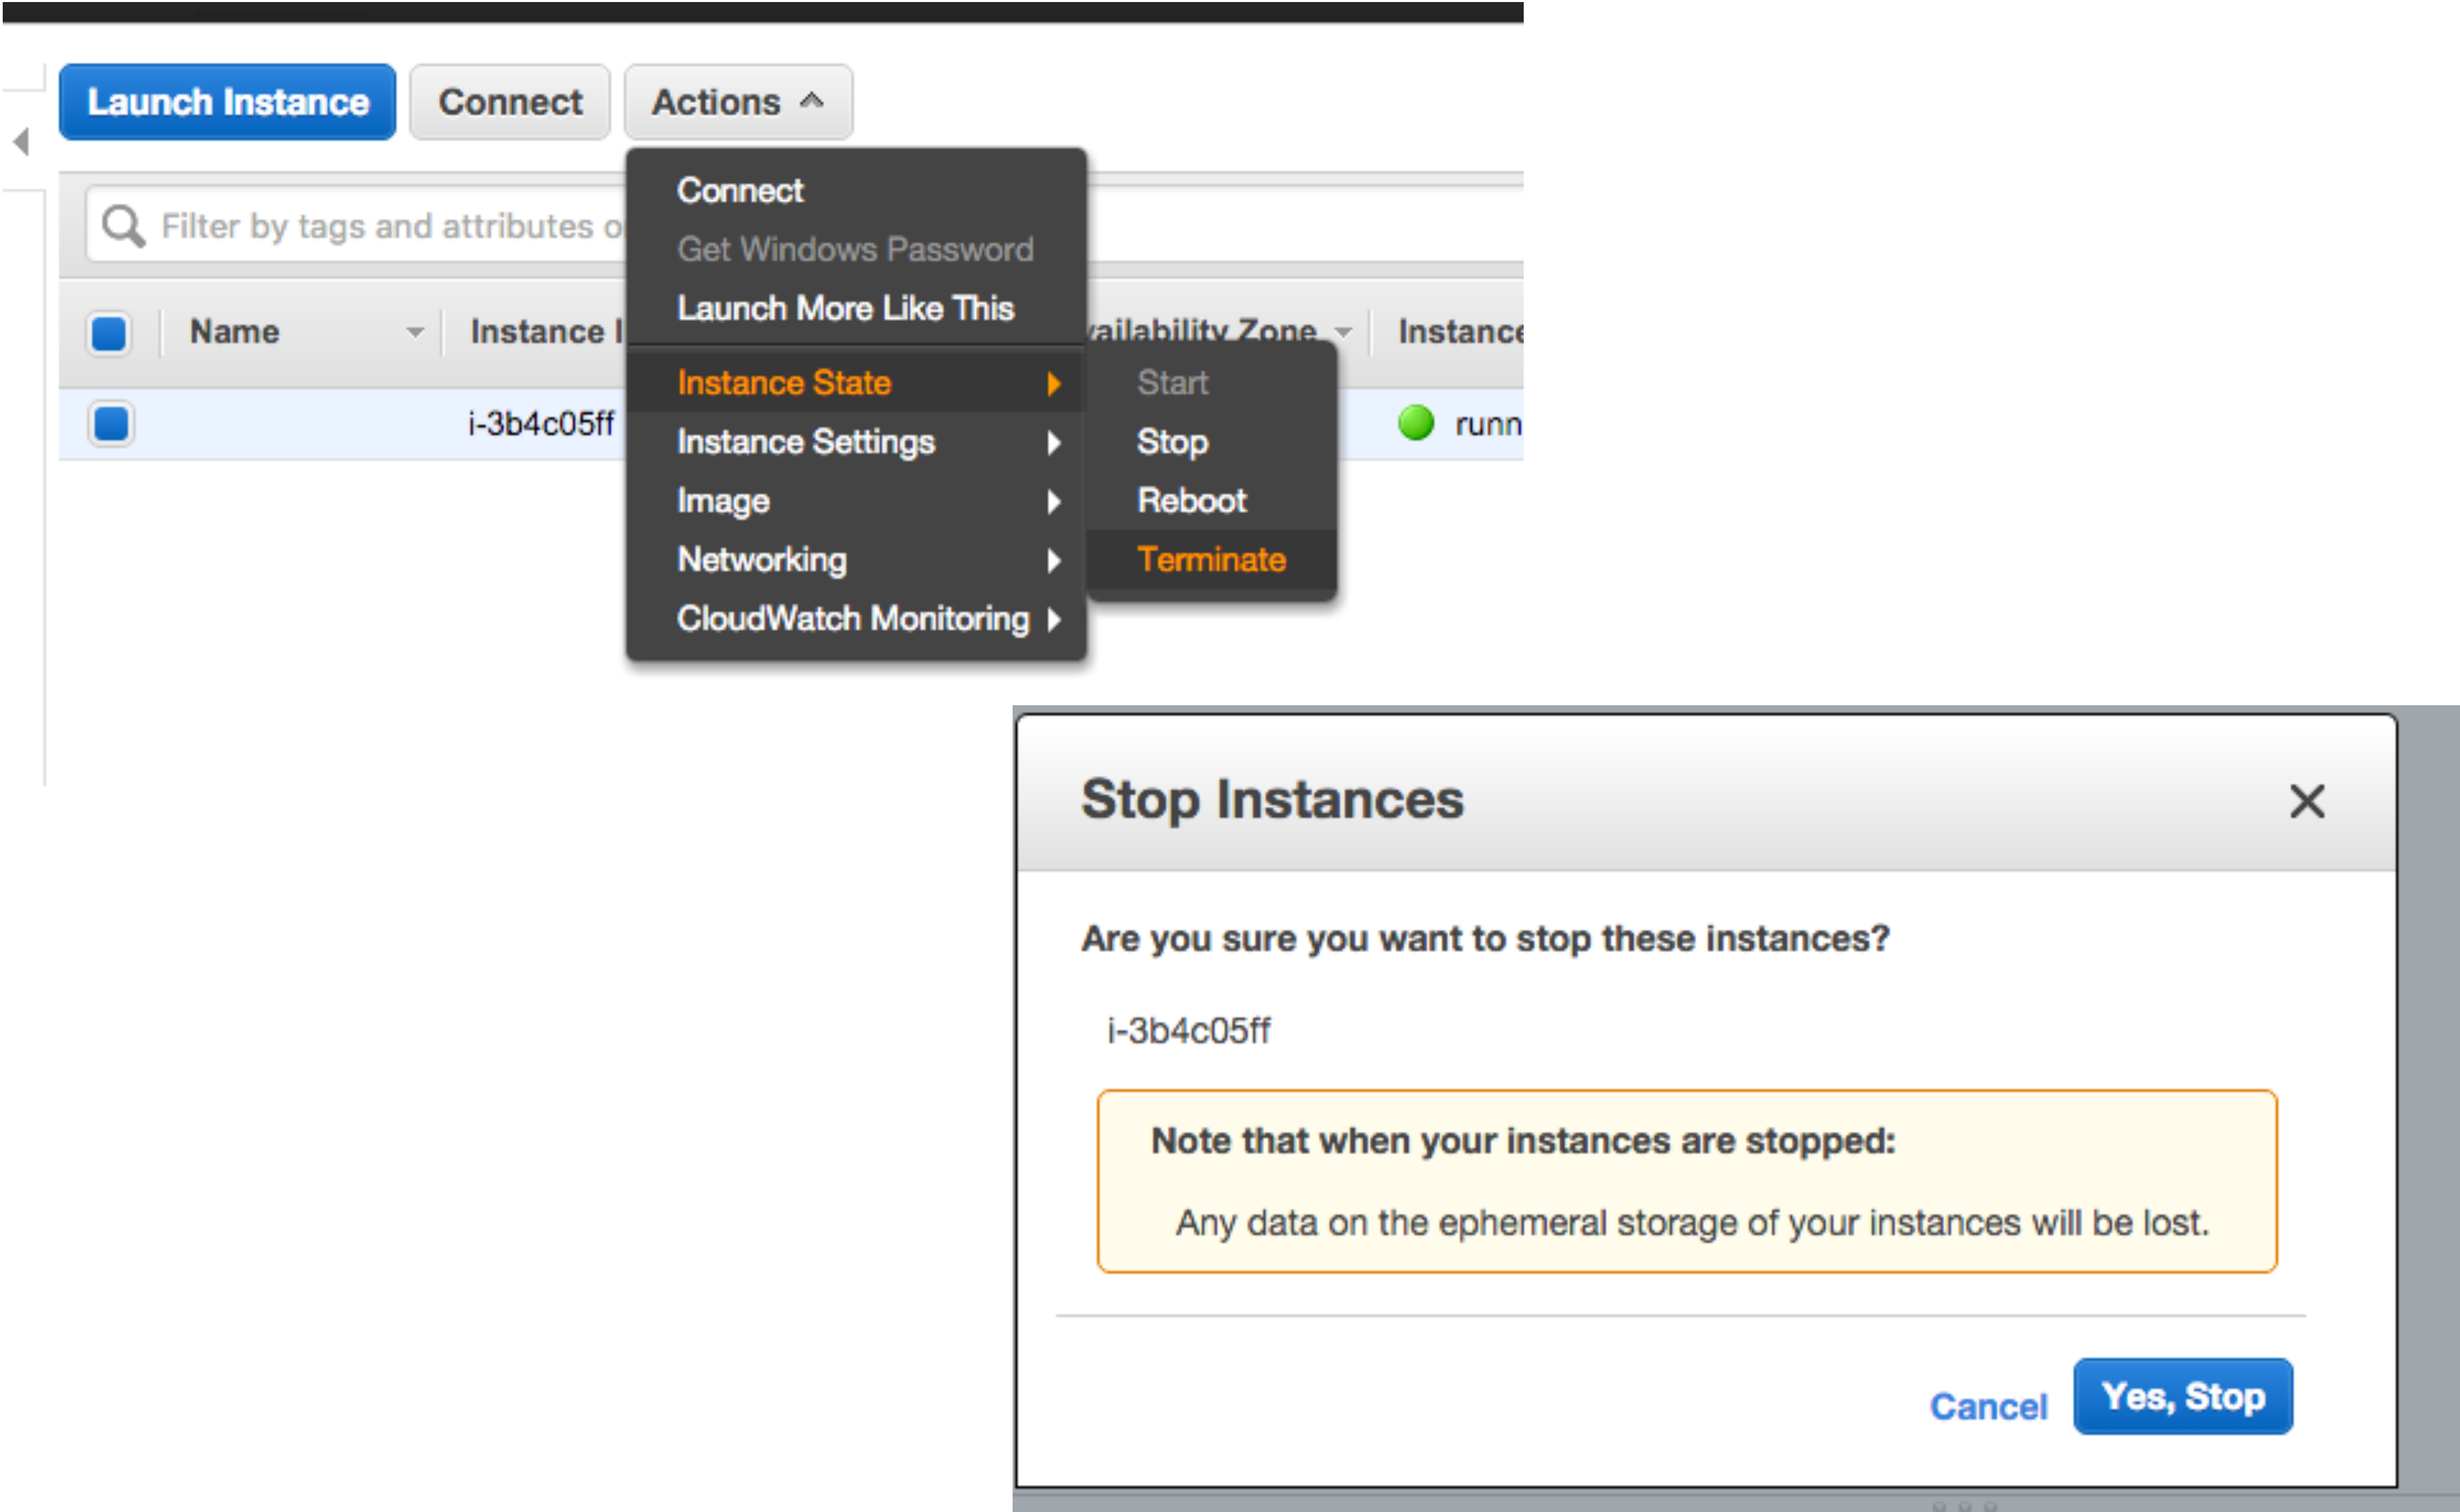 Launch Instance Connect Actions
Connect
Filter by tags and attributes o
Get Windows Password
Launch More Like This
Name Instance I vailability Zone Instance
Instance State Start
i-3b4c05ff runn
Instance Settings Stop
Image Reboot
Networking Terminate
CloudWatch Monitoring
Stop Instances
Are you sure you want to stop these instances?
i-3b4c05ff
Note that when your instances are stopped:
Any data on the ephemeral storage of your instances will be lost.
Cancel Yes, Stop